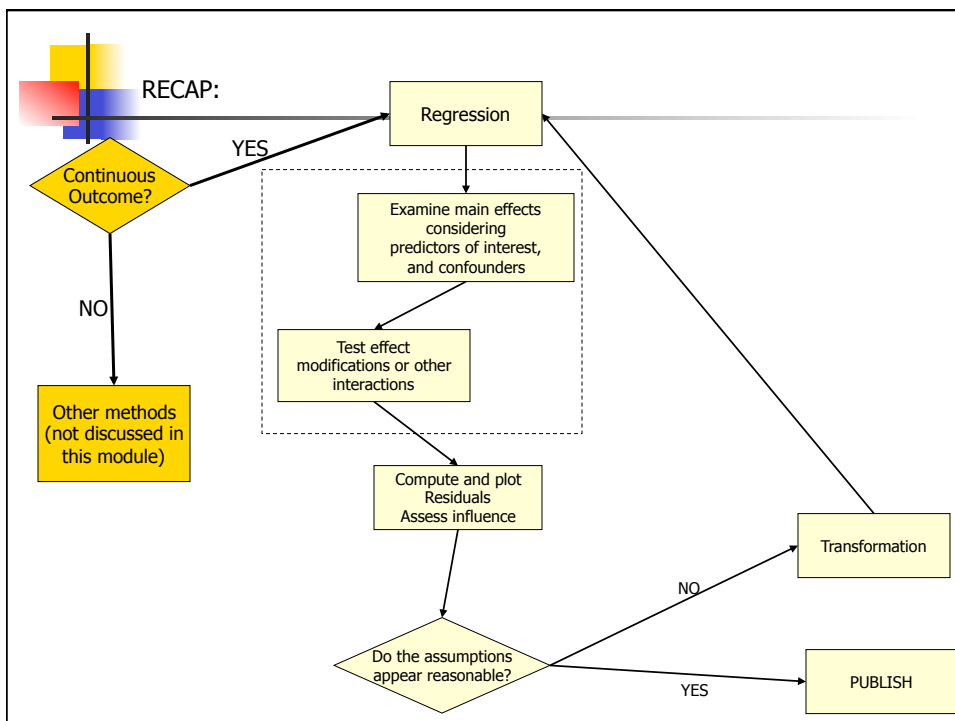 RECAP:
Regression
YES
Continuous
Outcome?
Examine main effects
considering
predictors of interest,
and confounders
NO
Test effect
modifications or other
interactions
Other methods
(not discussed in
this module)
Compute and plot
Residuals
Assess influence
Transformation
NO
Do the assumptions
appear reasonable?
YES
PUBLISH